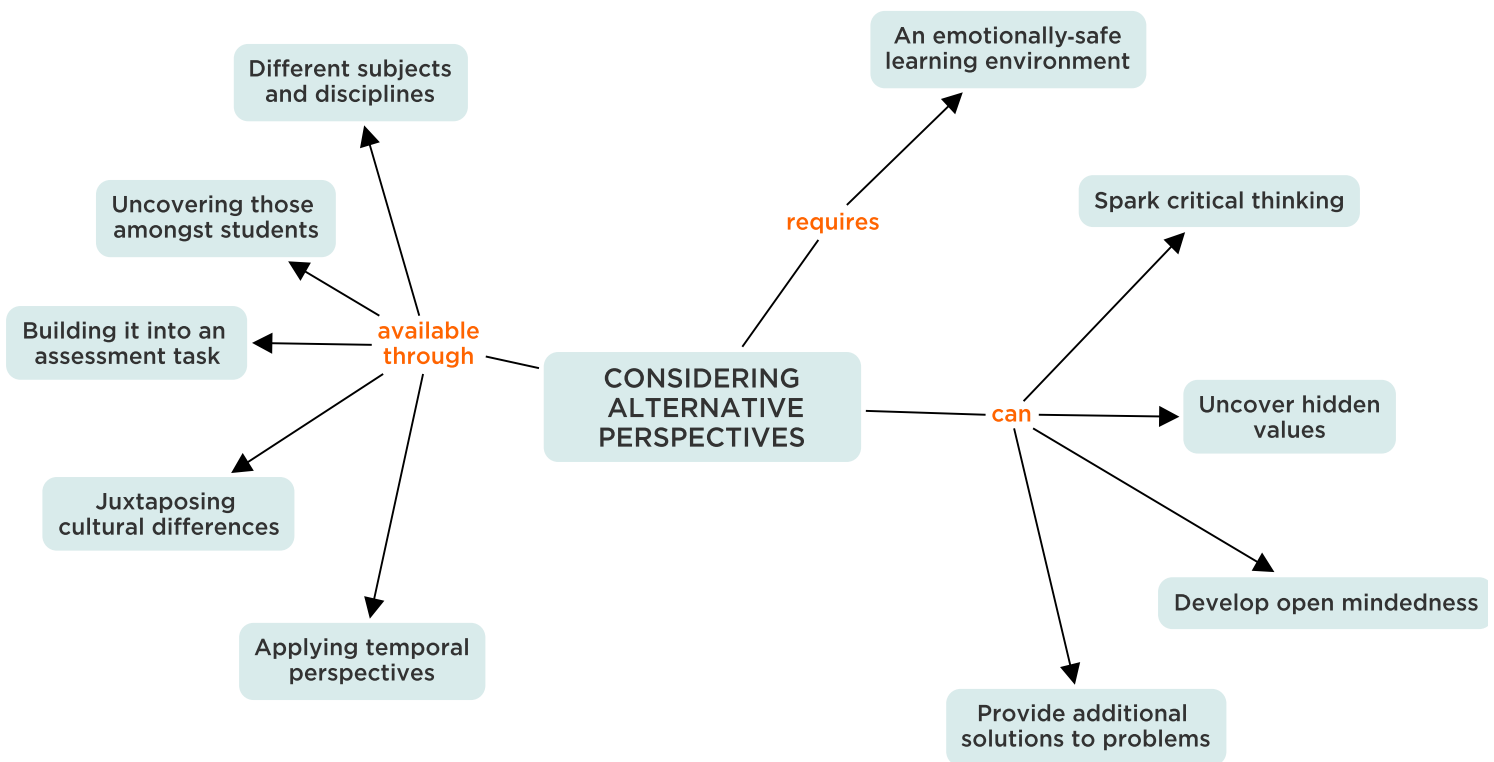 An emotionally-safe
learning environment
Different subjects
and disciplines
Spark critical thinking
Uncovering those
amongst students
requires
Building it into an
assessment task
available
through
CONSIDERING
ALTERNATIVE
PERSPECTIVES
can
Uncover hidden
values
Juxtaposing
cultural differences
Develop open mindedness
Applying temporal
perspectives
Provide additional
solutions to problems